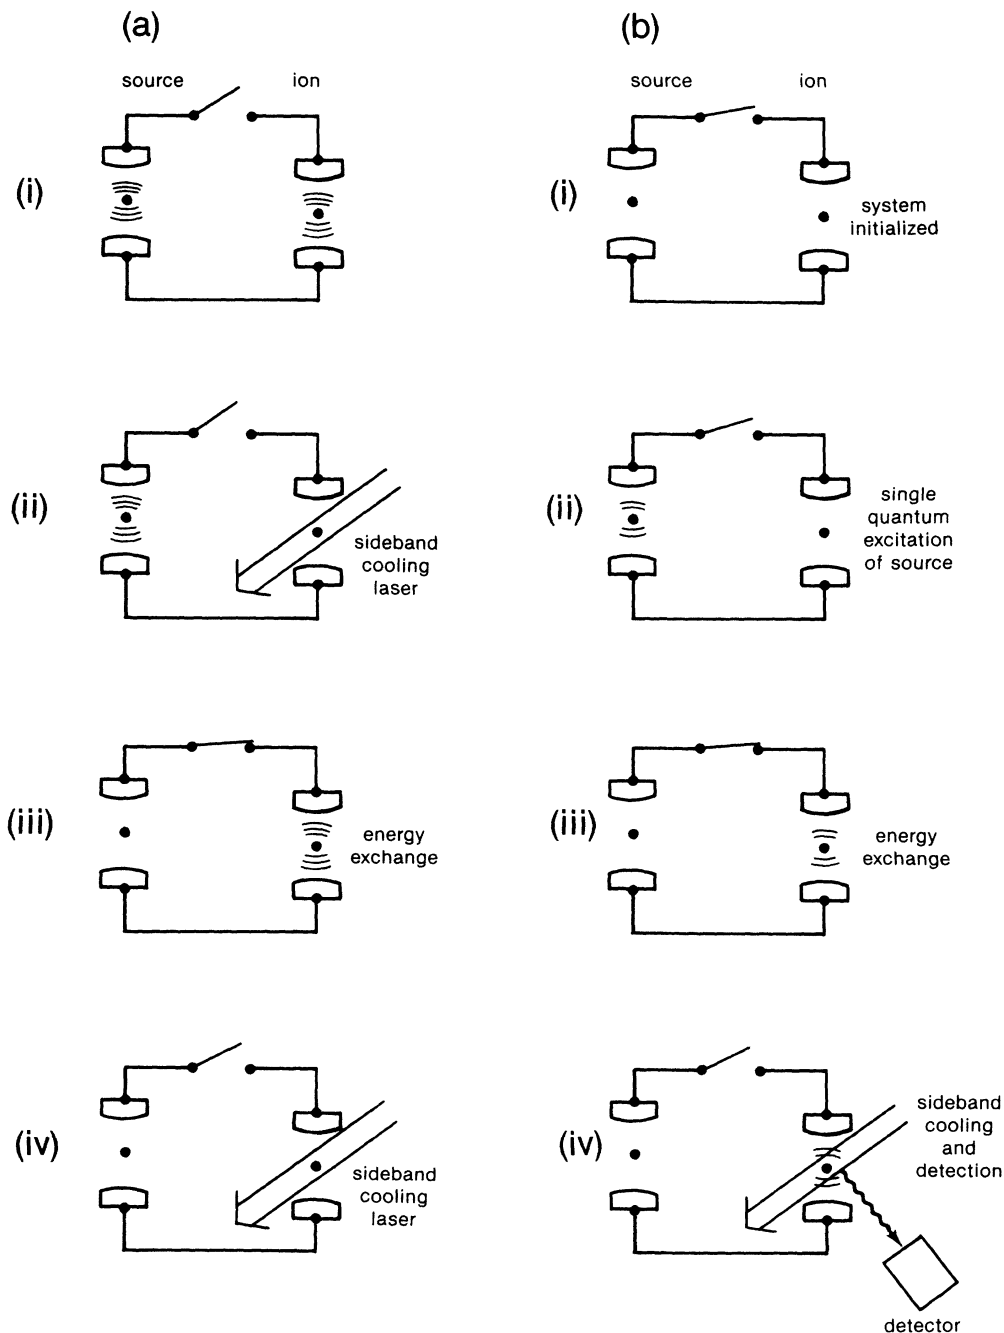 (a)
source ion
(i)
(ii)
sideband
cooling
laser
(iii)
energy
exchange
(iv)
sideband
cooling
laser
(b)
source ion
(i)
system
initialized
(ii)
single
quantum
excitation
of source
(iii)
energy
exchange
(iv)
sideband
cooling
and
detection
detector